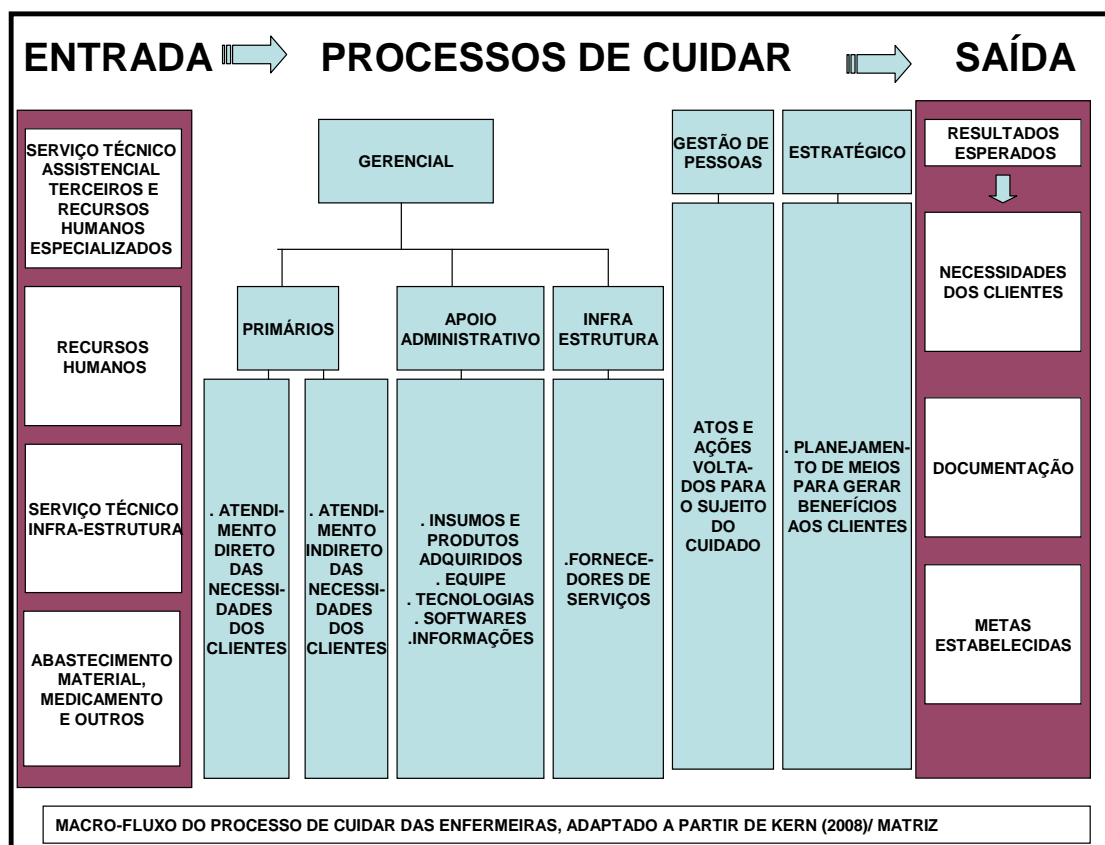 ENTRADA
PROCESSOS DE CUIDAR
SAÍDA
SERVIÇO TÉCNICO
ASSISTENCIAL
TERCEIROS E
RECURSOS
HUMANOS
ESPECIALIZADOS
RECURSOS
HUMANOS
SERVIÇO TÉCNICO
INFRA-ESTRUTURA
ABASTECIMENTO
MATERIAL,
MEDICAMENTO
E OUTROS
GERENCIAL
PRIMÁRIOS
APOIO
ADMINISTRATIVO
INFRA
ESTRUTURA
. ATENDI-
MENTO
DIRETO
DAS
NECESSI-
DADES
DOS
CLIENTES
. ATENDI-
MENTO
INDIRETO
DAS
NECESSI-
DADES
DOS
CLIENTES
. INSUMOS E
PRODUTOS
ADQUIRIDOS
. EQUIPE
. TECNOLOGIAS
. SOFTWARES
.INFORMAÇÕES
.FORNECE-
DORES DE
SERVIÇOS
GESTÃO DE
PESSOAS
ATOS E
AÇÕES
VOLTA-
DOS PARA
O SUJEITO
DO
CUIDADO
ESTRATÉGICO
. PLANEJAMEN-
TO DE MEIOS
PARA GERAR
BENEFÍCIOS
AOS CLIENTES
RESULTADOS
ESPERADOS
NECESSIDADES
DOS CLIENTES
DOCUMENTAÇÃO
METAS
ESTABELECIDAS
MACRO-FLUXO DO PROCESSO DE CUIDAR DAS ENFERMEIRAS, ADAPTADO A PARTIR DE KERN (2008)/ MATRIZ